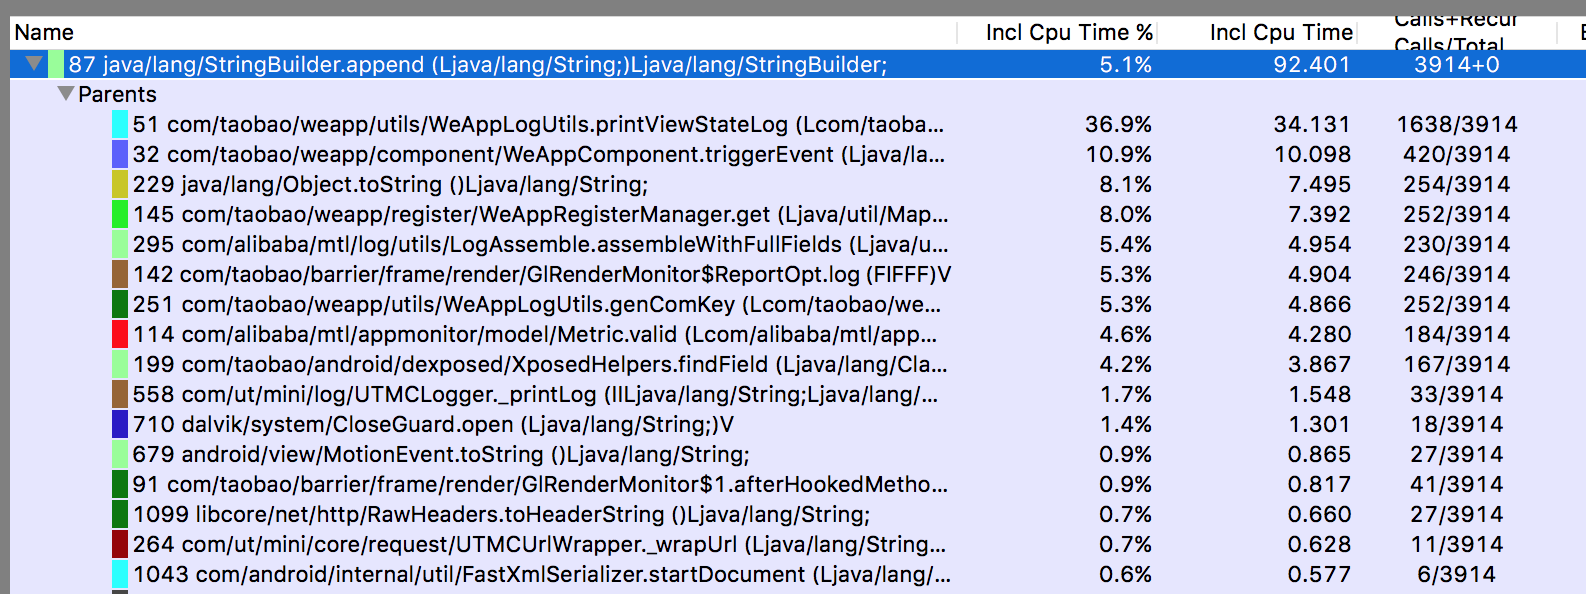 Name Incl Cpu Time % Incl Cpu Time Calls+Recur
Calls/Total
87 java/lang/StringBuilder.append (Ljava/lang/String;)Ljava/lang/StringBuilder; 5.1% 92.401 3914+0
Parents
51 com/taobao/weapp/utils/WeAppLogUtils.printViewStateLog (Lcom/taoba... 36.9% 34.131 1638/3914
32 com/taobao/weapp/component/WeAppComponent.triggerEvent (Ljava/la... 10.9% 10.098 420/3914
229 java/lang/Object.toString ()Ljava/lang/String; 8.1% 7.495 254/3914
145 com/taobao/weapp/register/WeAppRegisterManager.get (Ljava/util/Map... 8.0% 7.392 252/3914
295 com/alibaba/mtl/log/utils/LogAssemble.assembleWithFullFields (Ljava/u... 5.4% 4.954 230/3914
142 com/taobao/barrier/frame/render/GlRenderMonitor$ReportOpt.log (FIFFF)V 5.3% 4.904 246/3914
251 com/taobao/weapp/utils/WeAppLogUtils.genComKey (Lcom/taobao/we... 5.3% 4.866 252/3914
114 com/alibaba/mtl/appmonitor/model/Metric.valid (Lcom/alibaba/mtl/app... 4.6% 4.280 184/3914
199 com/taobao/android/dexposed/XposedHelpers.findField (Ljava/lang/Cla... 4.2% 3.867 167/3914
558 com/ut/mini/log/UTMCLogger._printLog (IILjava/lang/String;Ljava/lang/... 1.7% 1.548 33/3914
710 dalvik/system/CloseGuard.open (Ljava/lang/String;)V 1.4% 1.301 18/3914
679 android/view/MotionEvent.toString ()Ljava/lang/String; 0.9% 0.865 27/3914
91 com/taobao/barrier/frame/render/GlRenderMonitor$1.afterHookedMetho... 0.9% 0.817 41/3914
1099 libcore/net/http/RawHeaders.toHeaderString ()Ljava/lang/String; 0.7% 0.660 27/3914
264 com/ut/mini/core/request/UTMCUrlWrapper._wrapUrl (Ljava/lang/String... 0.7% 0.628 11/3914
1043 com/android/internal/util/FastXmlSerializer.startDocument (Ljava/lang/... 0.6% 0.577 6/3914